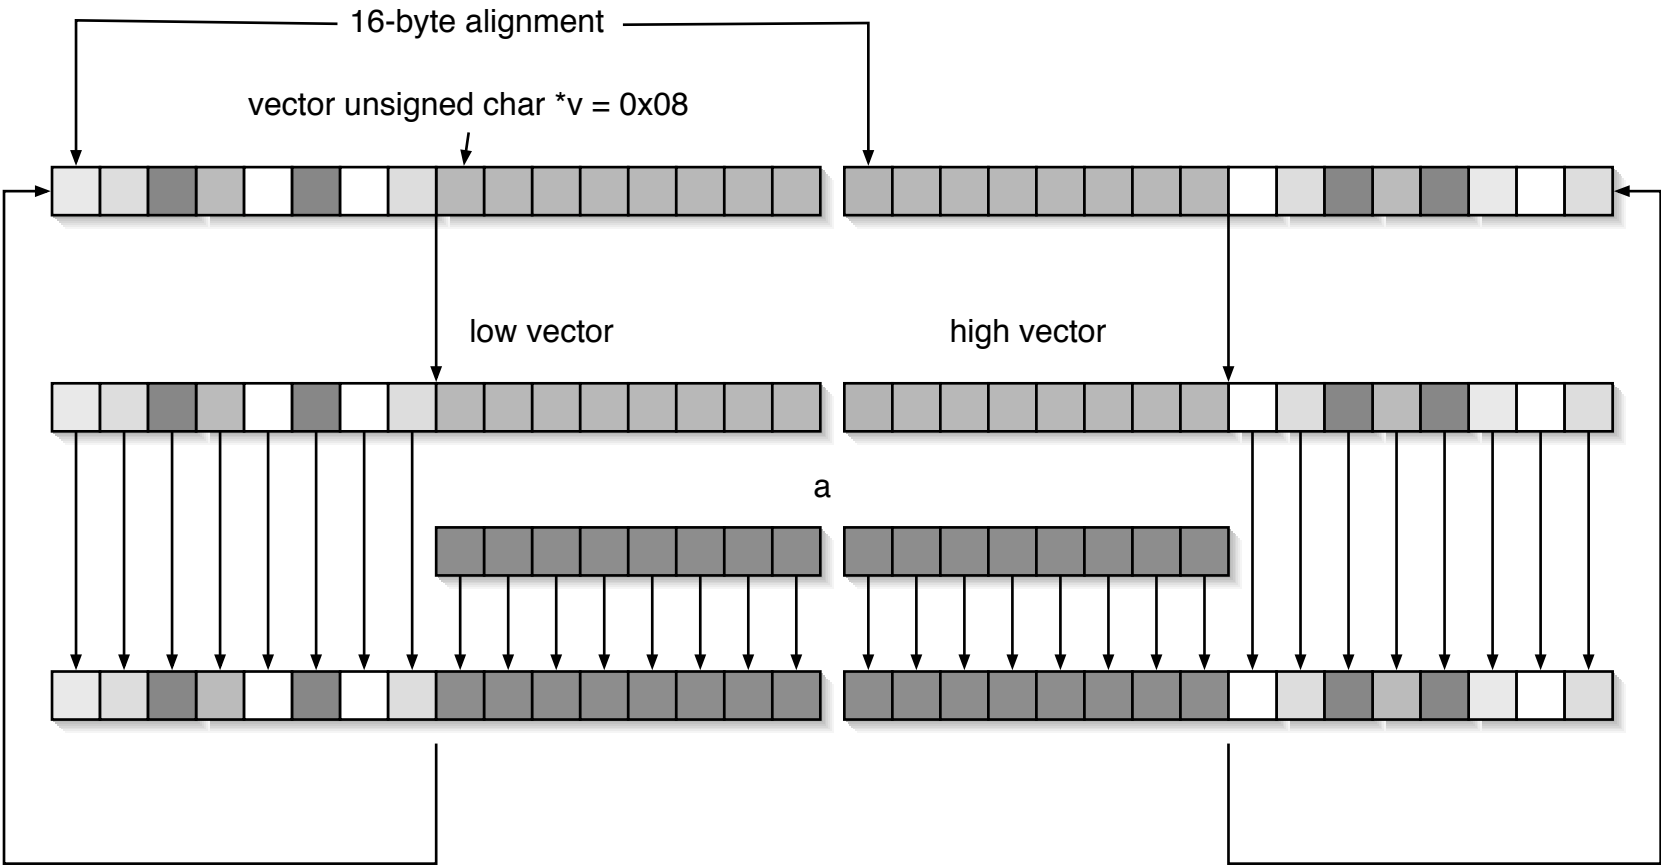 16-byte alignment
vector unsigned char *v = 0x08
low vector
high vector
a